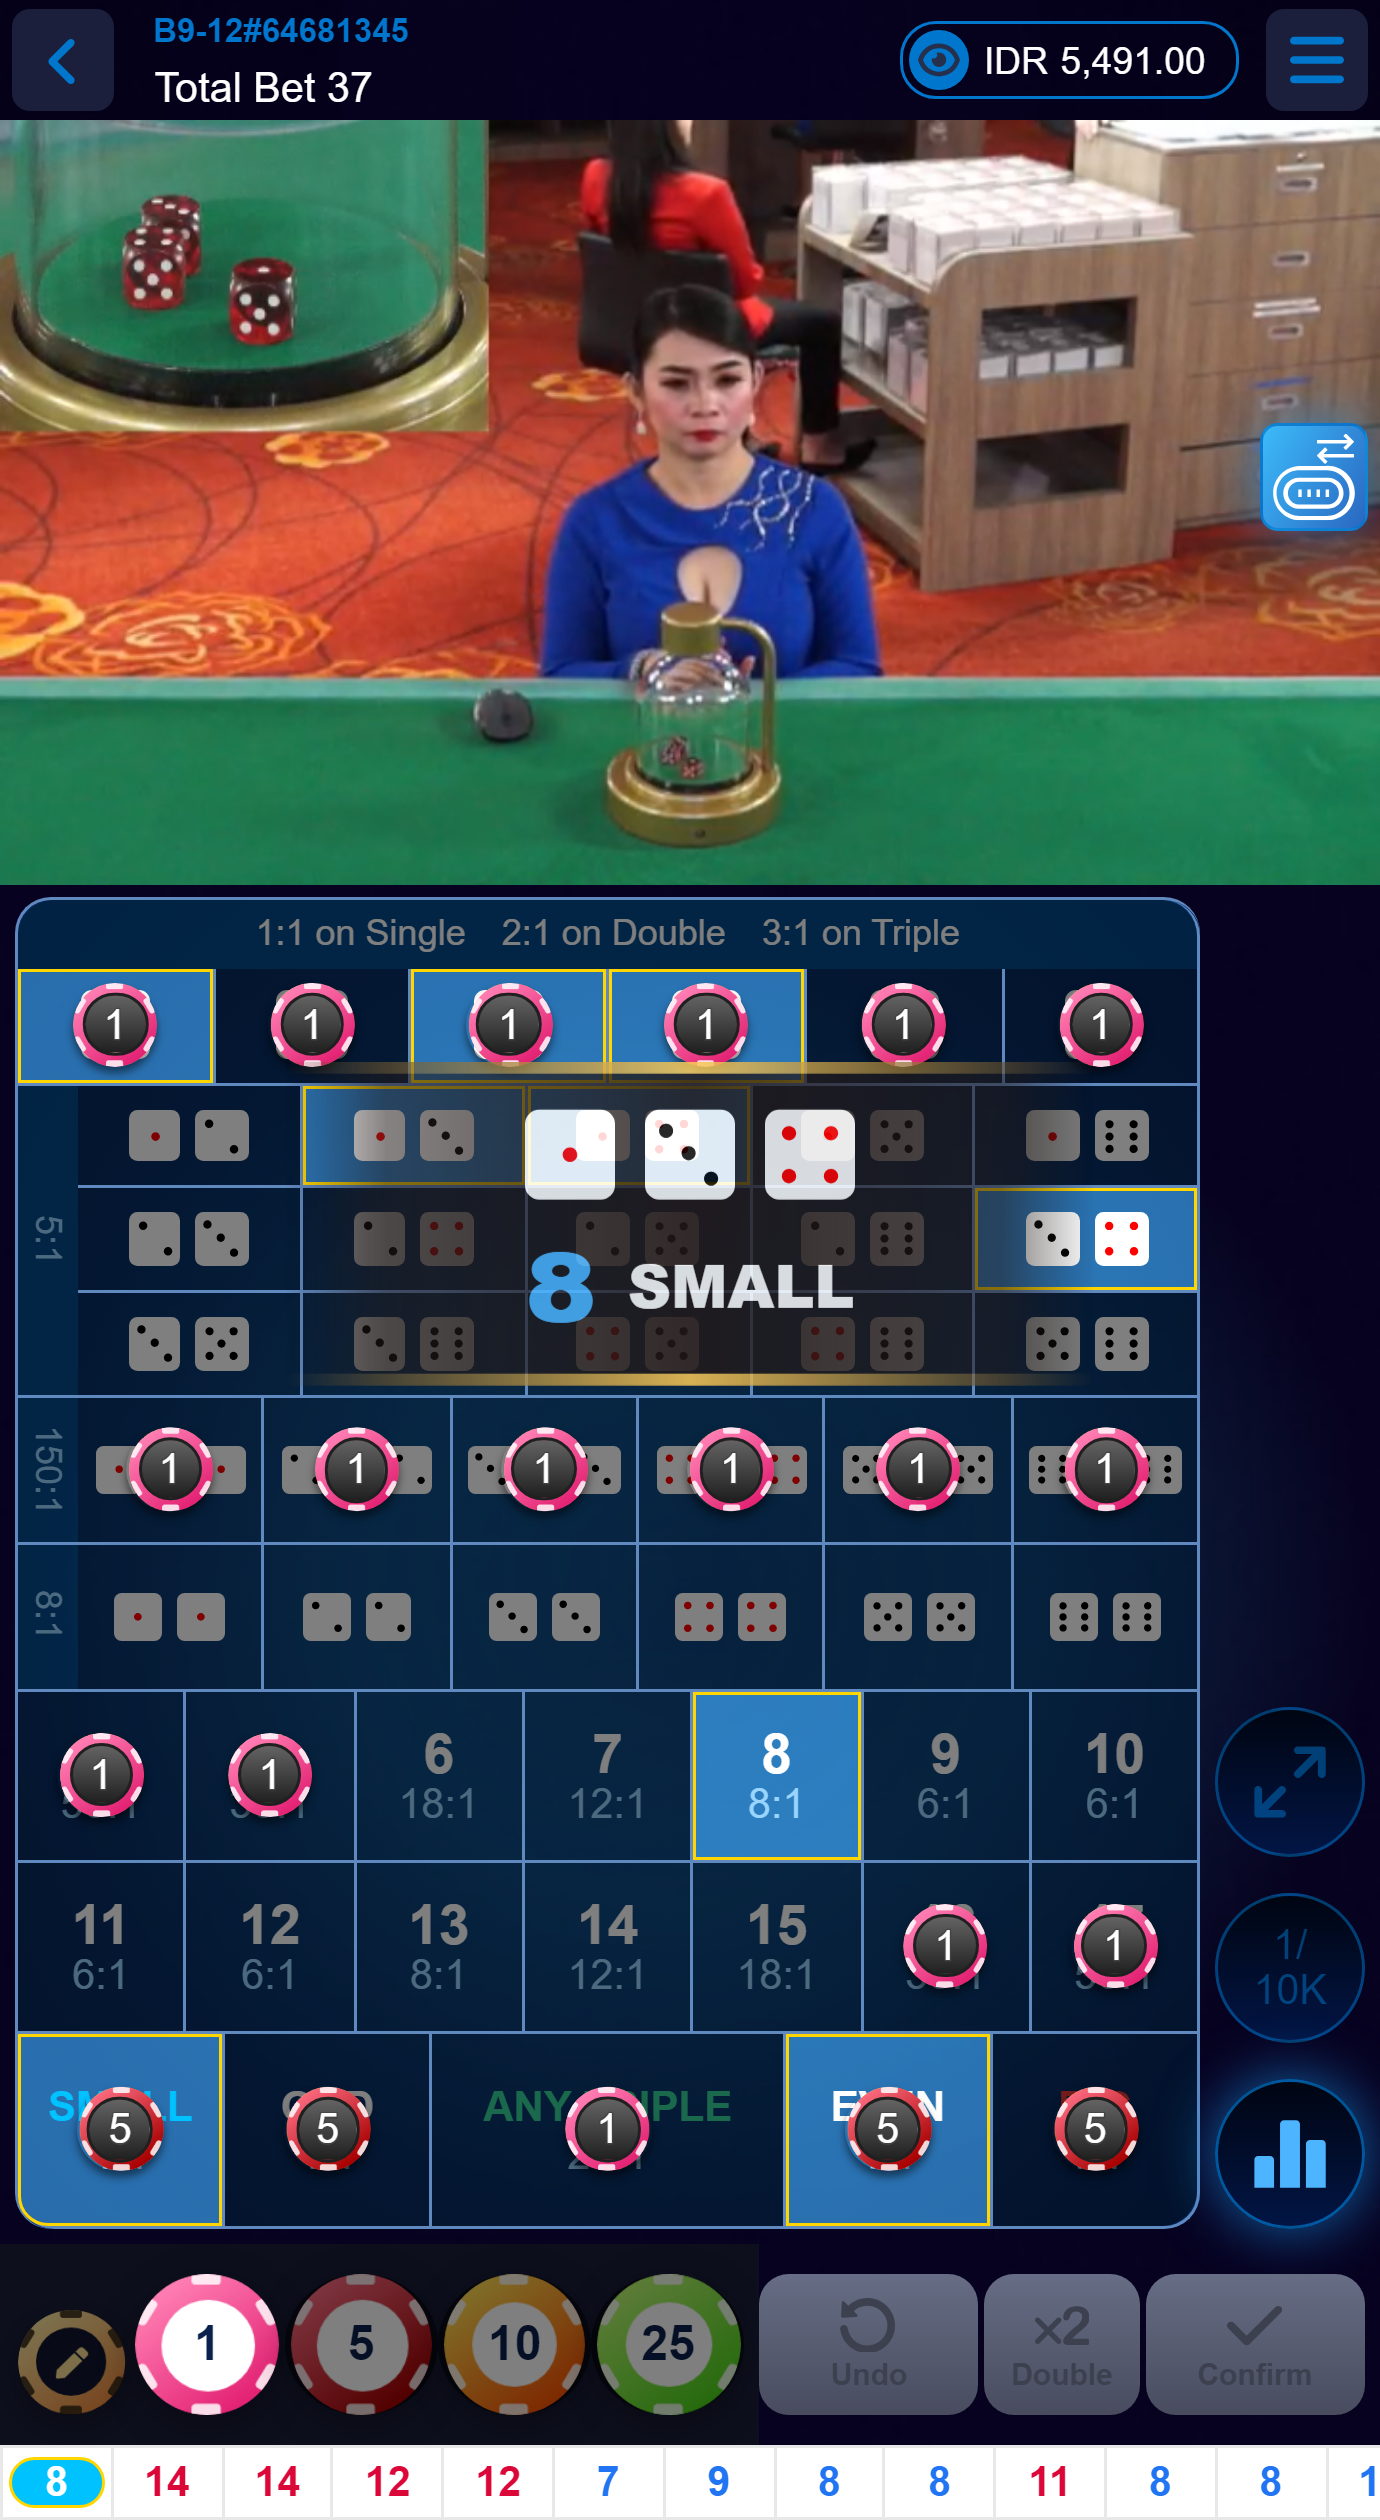 B9-12#64681345
Total Bet 37
IDR 5,491.00
1:1 on Single 2:1 on Double 3:1 on Triple
1 1 1 1 1 1
5:1
8 SMALL
150:1
1 1 1 1 1 1
8:1
1 1 6 7 8 9 10
18:1 12:1 8:1 6:1 6:1
11 12 13 14 15 1 1
6:1 6:1 8:1 12:1 18:1
1/
10K
5 5 1 5 5
1 5 10 25
Undo
x2
Double
Confirm
8 14 14 12 12 7 9 8 8 11 8 8